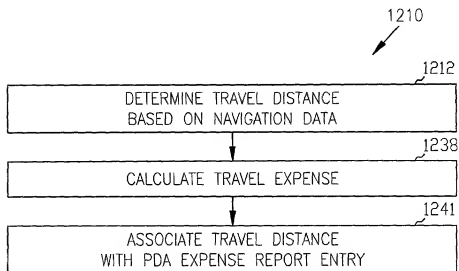 1210
1212
DETERMINE TRAVEL DISTANCE
BASED ON NAVIGATION DATA
1238
CALCULATE TRAVEL EXPENSE
1241
ASSOCIATE TRAVEL DISTANCE
WITH PDA EXPENSE REPORT ENTRY